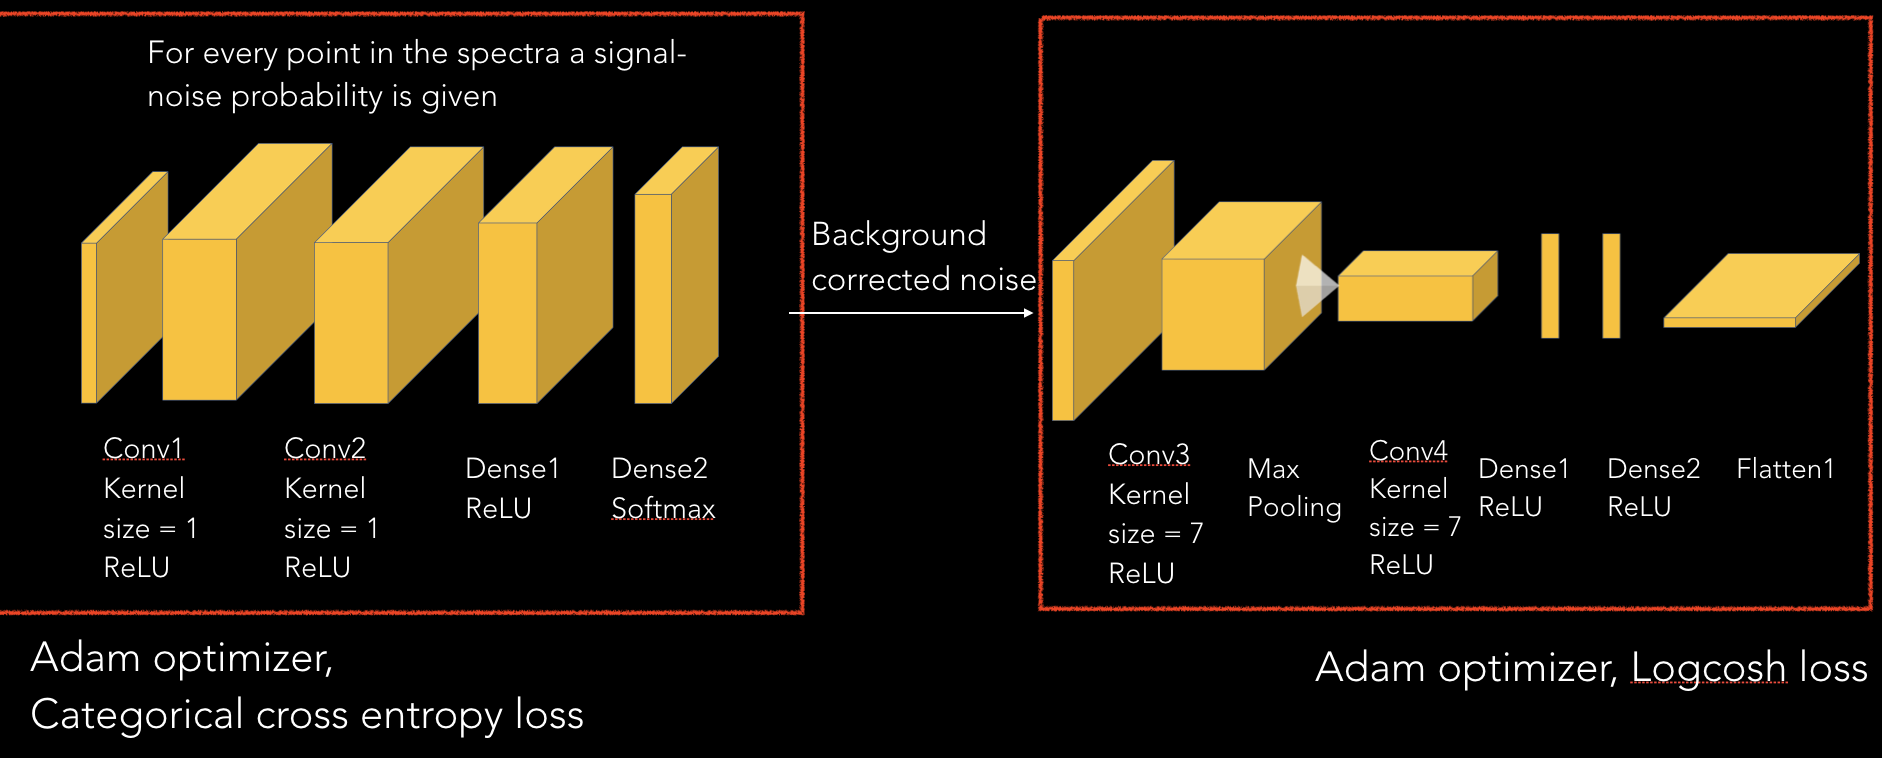 For every point in the spectra a signal-
noise probability is given
Conv1
Kernel
size = 1
ReLU
Conv2
Kernel
size = 1
ReLU
Dense1
ReLU
Dense2
Softmax
Adam optimizer,
Categorical cross entropy loss
Background
corrected noise
Conv3
Kernel
size = 7
ReLU
Max
Pooling
Conv4
Kernel
size = 7
ReLU
Dense1
ReLU
Dense2
ReLU
Flatten1
Adam optimizer, Logcosh loss